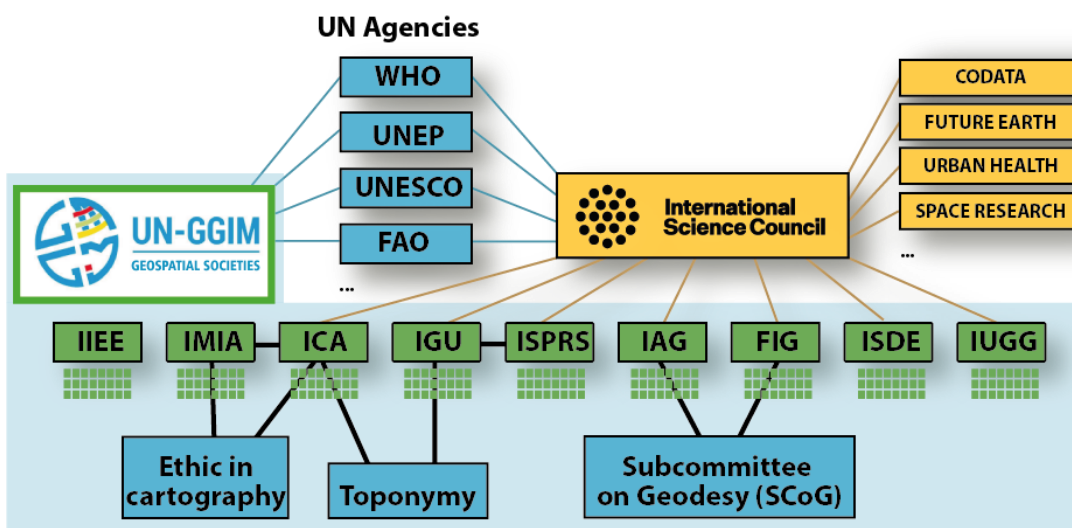 UN Agencies
WHO
UNEP
UNESCO
FAO
...
UN-GGIM
GEOSPATIAL SOCIETIES
International
Science Council
CODATA
FUTURE EARTH
URBAN HEALTH
SPACE RESEARCH
...
IIEE
IMIA
ICA
IGU
ISPRS
IAG
FIG
ISDE
IUGG
Ethic in
cartography
Toponymy
Subcommittee
on Geodesy (SCoG)